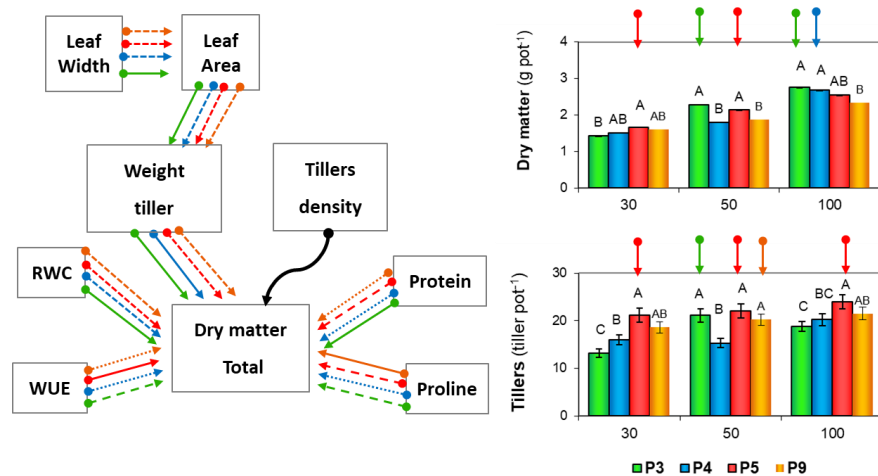 Leaf
Width
Leaf
Area
Weight
tiller
Tillers
density
RWC
Protein
Dry matter
Total
WUE
Proline
Dry matter (g pot-1)
4
3
2
1
0
B
AB
A
AB
A
B
A
B
A
A
AB
B
30
50
100
Tillers (tiller pot-1)
30
20
10
0
C
B
A
AB
A
B
A
A
C
BC
A
AB
30
50
100
P3 P4 P5 P9